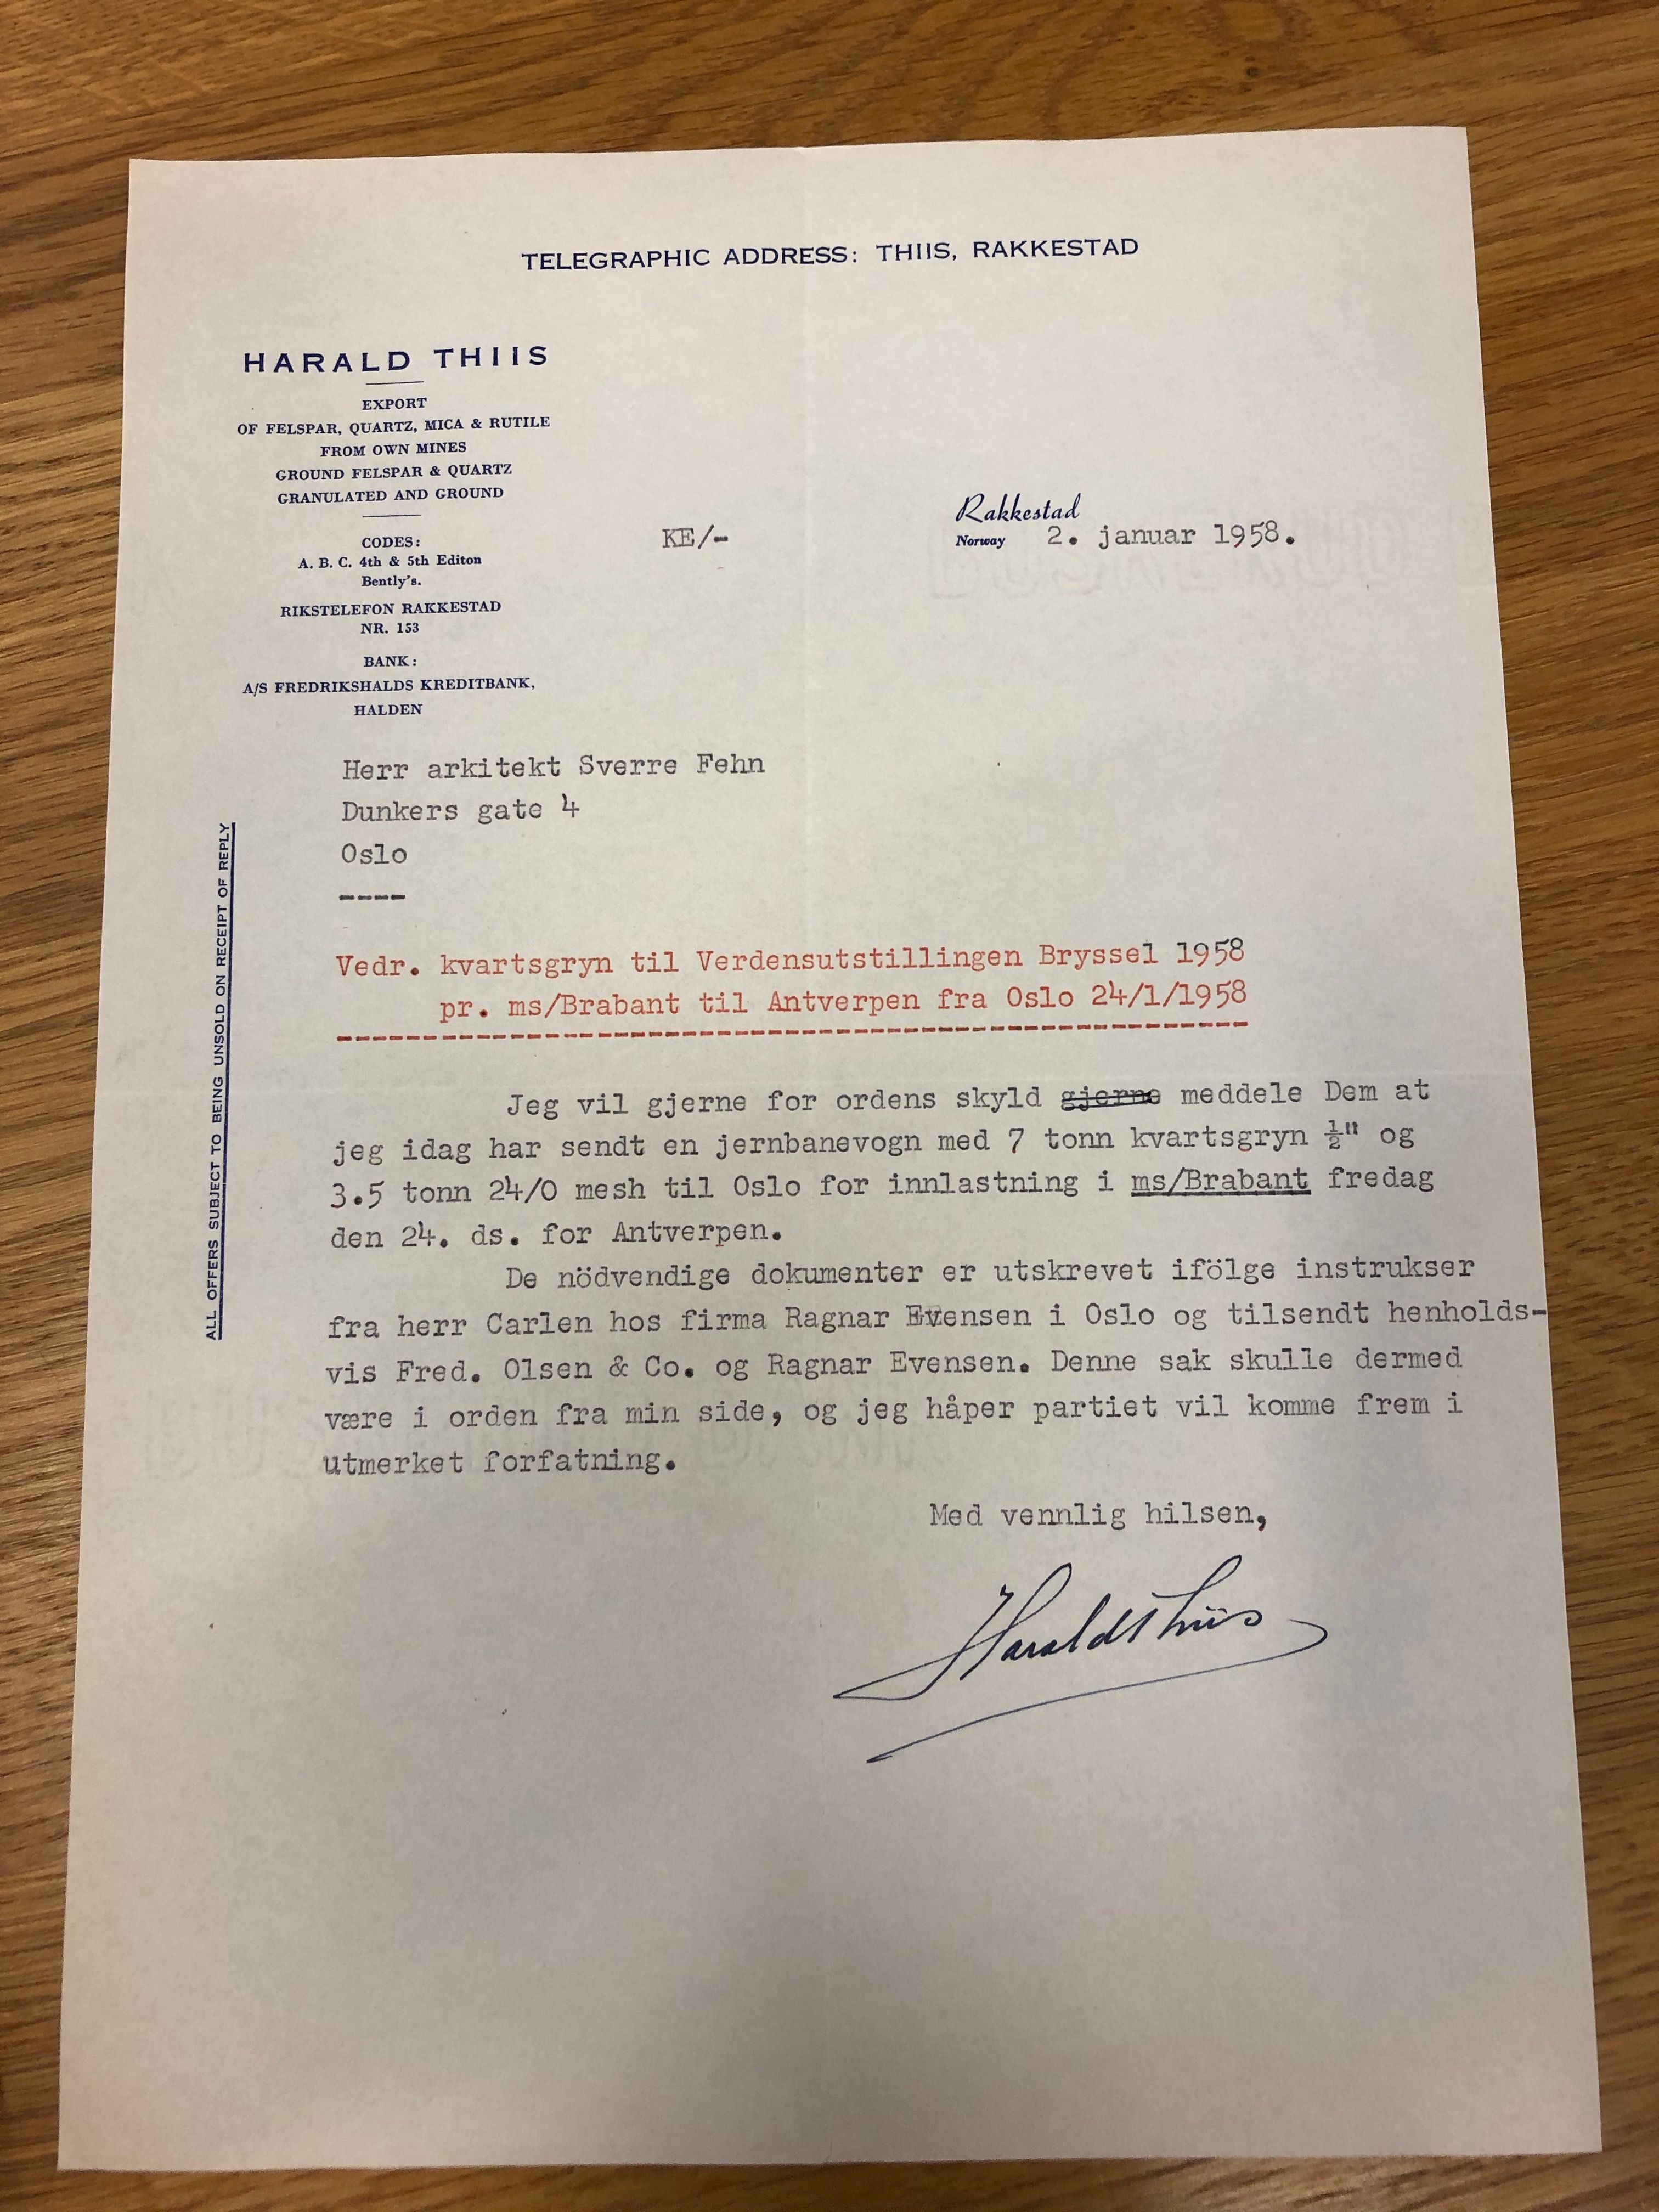 TELEGRAPHIC ADDRESS: THIIS, RAKKESTAD
HARALD THIIS
EXPORT
OF FELSPAR, QUARTZ, MICA & RUTILE
FROM OWN MINES
GROUND FELSPAR & QUARTZ
GRANULATED AND GROUND
CODES:
A. B. C. 4th & 5th Editon
Bently's.
RIKSTELEFON RAKKESTAD
NR. 153
BANK:
A/S FREDRIKSHALDS KREDITBANK,
HALDEN
KE/-
Rakkestad
Norway 2. januar 1958.
Herr arkitekt Sverre Fehn
Dunkers gate 4
Oslo
----
ALL OFFERS SUBJECT TO BEING UNSOLD ON RECEIPT OF REPLY
Vedr. kvartsgryn til Verdensutstillingen Bryssel 1958
pr. ms/Brabant til Antverpen fra Oslo 24/1/1958
Jeg vil gjerne for ordens skyld gjerne meddele Dem at
jeg idag har sendt en jernbanevogn med 7 tonn kvartsgryn ½" og
3.5 tonn 24/0 mesh til Oslo for innlastning i ms/Brabant fredag
den 24. ds. for Antverpen.
De nödvendige dokumenter er utskrevet ifölge instrukser
fra herr Carlen hos firma Ragnar Evensen i Oslo og tilsendt henholds-
vis Fred. Olsen & Co. og Ragnar Evensen. Denne sak skulle dermed
være i orden fra min side, og jeg håper partiet vil komme frem i
utmerket forfatning.
Med vennlig hilsen,
Harald Thiis